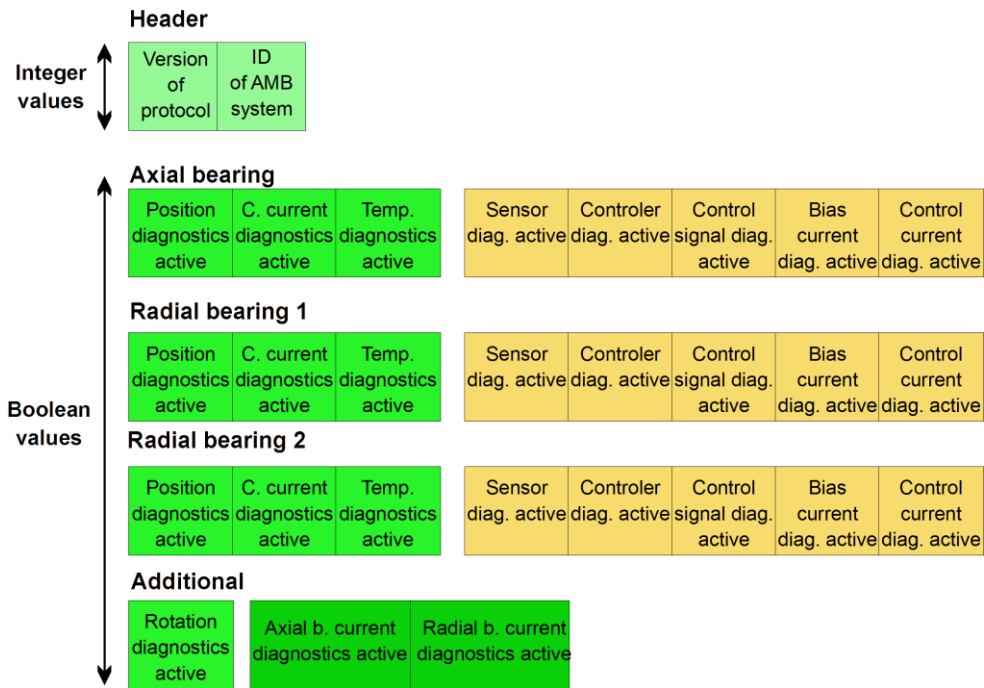 Header
Integer
values
Version
of
protocol
ID
of AMB
system
Axial bearing
Position
diagnostics
active
C. current
diagnostics
active
Temp.
diagnostics
active
Sensor
diag. active
Controler
diag. active
Control
signal diag.
active
Bias
current
diag. active
Control
current
diag. active
Radial bearing 1
Position
diagnostics
active
C. current
diagnostics
active
Temp.
diagnostics
active
Sensor
diag. active
Controler
diag. active
Control
signal diag.
active
Bias
current
diag. active
Control
current
diag. active
Boolean
values
Radial bearing 2
Position
diagnostics
active
C. current
diagnostics
active
Temp.
diagnostics
active
Sensor
diag. active
Controler
diag. active
Control
signal diag.
active
Bias
current
diag. active
Control
current
diag. active
Additional
Rotation
diagnostics
active
Axial b. current
diagnostics active
Radial b. current
diagnostics active